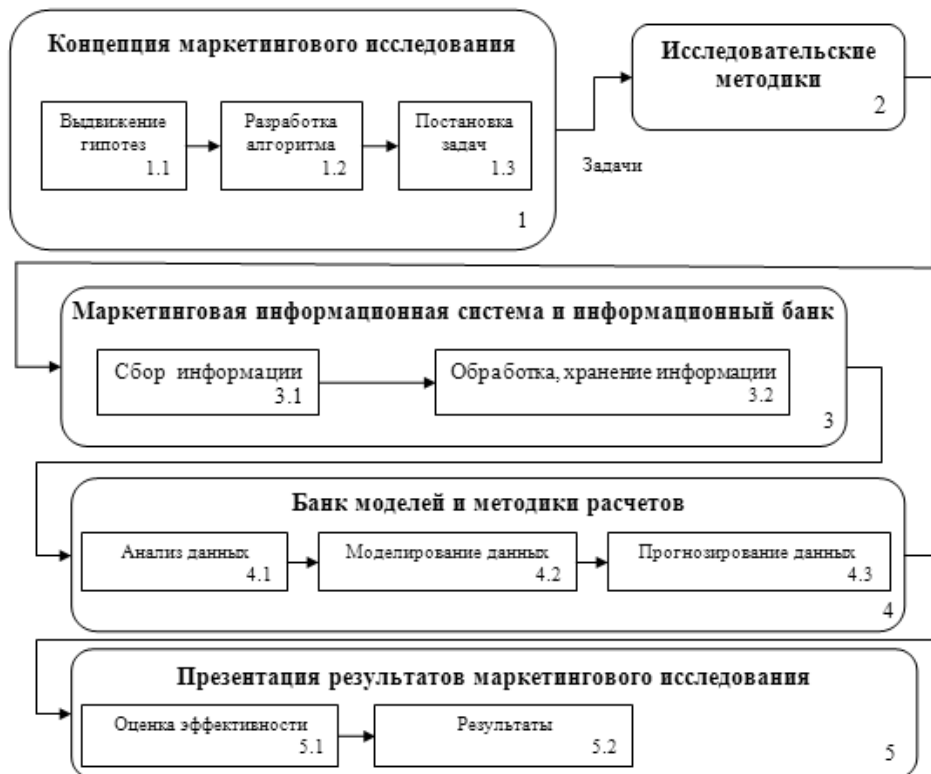 Концепция маркетингового исследования
Выдвижение
гипотез
1.1
Разработка
алгоритма
1.2
Постановка
задач
1.3
1
Задачи
Исследовательские
методики
2
Маркетинговая информационная система и информационный банк
Сбор информации
3.1
Обработка, хранение информации
3.2
3
Банк моделей и методики расчетов
Анализ данных
4.1
Моделирование данных
4.2
Прогнозирование данных
4.3
4
Презентация результатов маркетингового исследования
Оценка эффективности
5.1
Результаты
5.2
5